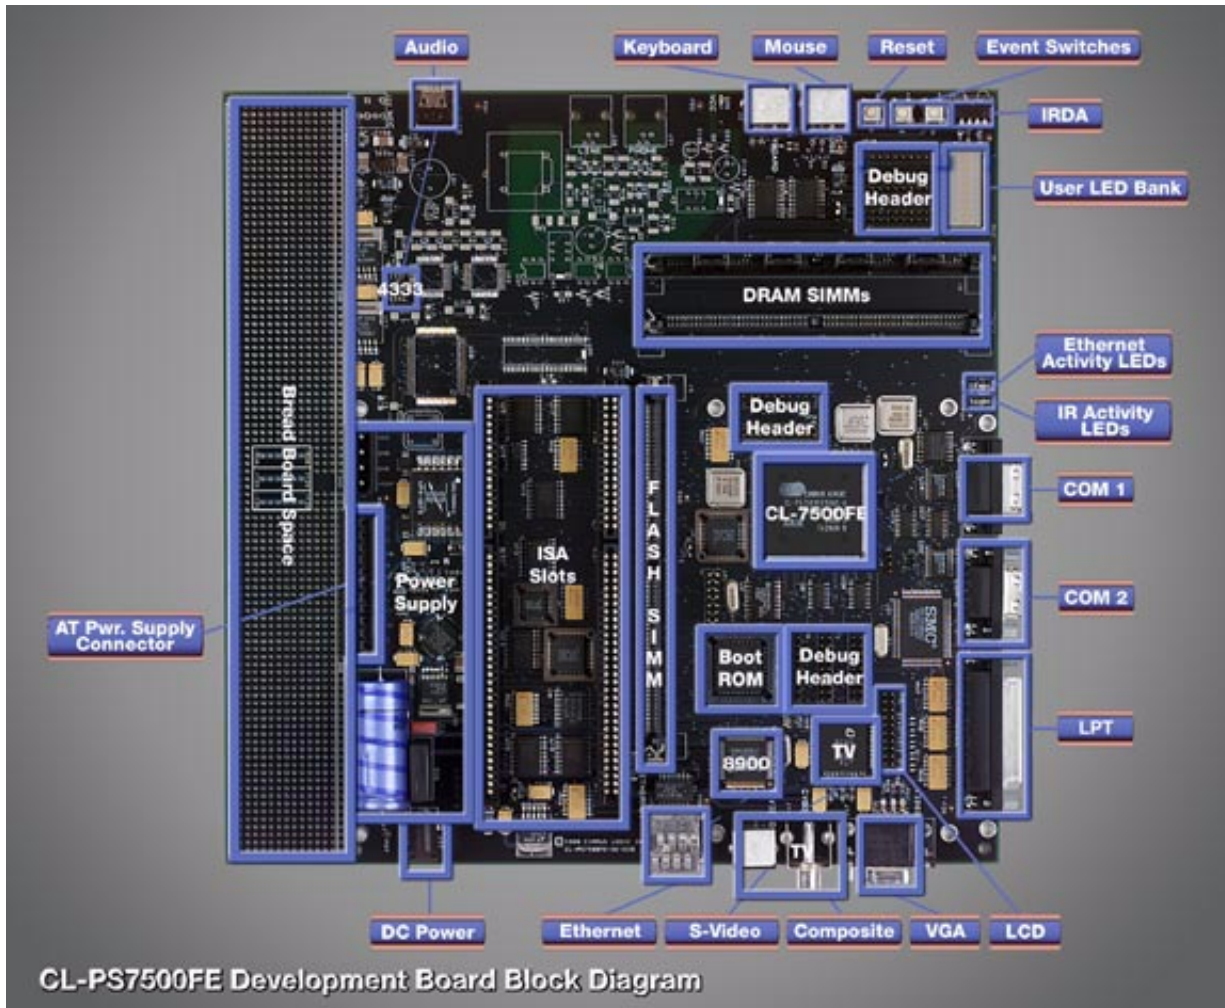 Audio
Keyboard
Mouse
Reset
Event Switches
IRDA
Debug
Header
User LED Bank
4333
DRAM SIMMs
Ethernet
Activity LEDs
IR Activity
LEDs
Debug
Header
Bread Board Space
FLASH SIMM
CL-7500FE
COM 1
ISA
Slots
Power
Supply
COM 2
AT Pwr. Supply
Connector
Boot
ROM
Debug
Header
SMC
LPT
8900
TV
TV
DC Power
Ethernet
S-Video
Composite
VGA
LCD
CL-PS7500FE Development Board Block Diagram